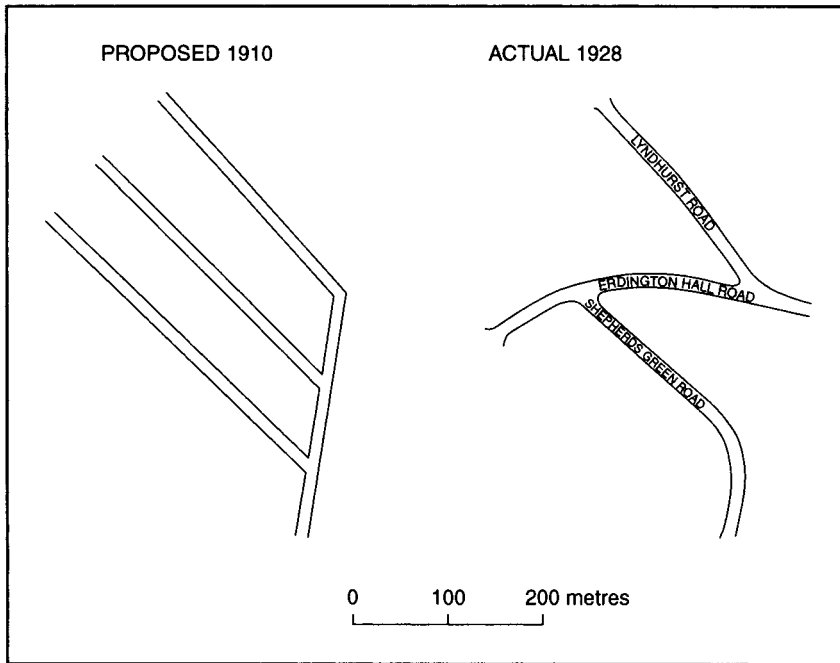 PROPOSED 1910
ACTUAL 1928
LYNDHURST ROAD
ERDINGTON HALL ROAD
SHEPHERDS GREEN ROAD
0 100 200 metres